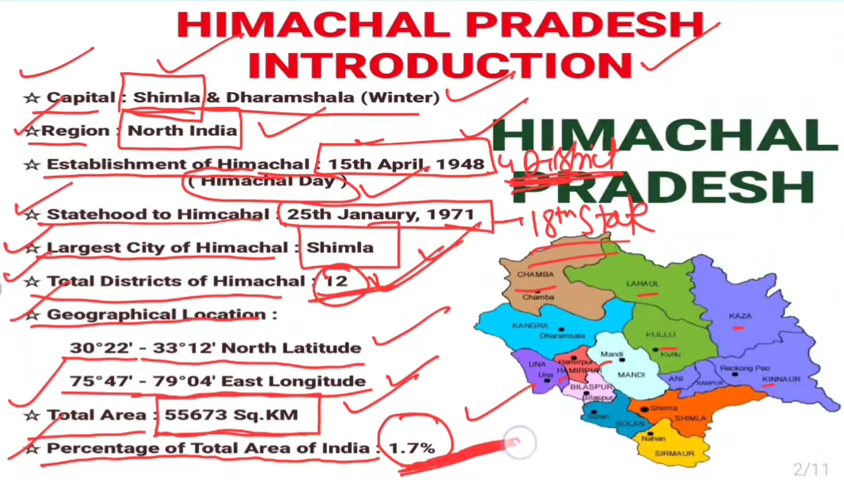 HIMACHAL PRADESH
INTRODUCTION
☆ Capital : Shimla & Dharamshala (Winter)
☆Region : North India
☆ Establishment of Himachal : 15th April, 1948
4 District
( Himachal Day )
☆ Statehood to Himcahal : 25th Janaury, 1971
18th State
☆ Largest City of Himachal : Shimla
☆ Total Districts of Himachal : 12
☆ Geographical Location :
30°22' - 33°12' North Latitude
75°47' - 79°04' East Longitude
☆ Total Area : 55673 Sq.KM
☆ Percentage of Total Area of India : 1.7%
HIMACHAL
PRADESH
CHAMBA
Chamba
LAHAUL
KAZA
KANGRA
Dharamsala
KULLU
Kullu
Mandi
MANDI
UNA
Una
Hamirpur
HAMIRPUR
BILASPUR
Bilaspur
ANI
RAMPUR
Reckong Peo
KINNAUR
Solan
SOLAN
Shimla
SHIMLA
Nahan
SIRMAUR
2/11